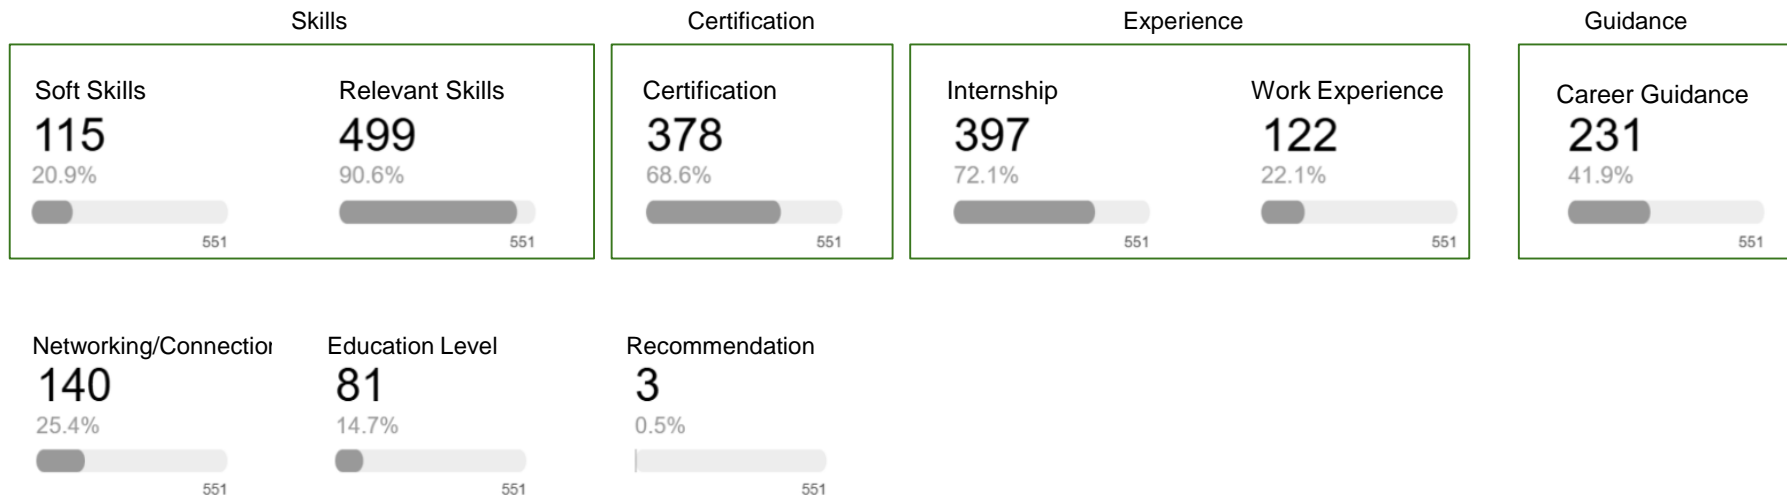 Skills Certification Experience Guidance
Soft Skills Relevant Skills Certification Internship Work Experience Career Guidance
115 499 378 397 122 231
20.9% 90.6% 68.6% 72.1% 22.1% 41.9%
551 551 551 551 551 551
Networking/Connection Education Level Recommendation
140 81 3
25.4% 14.7% 0.5%
551 551 551